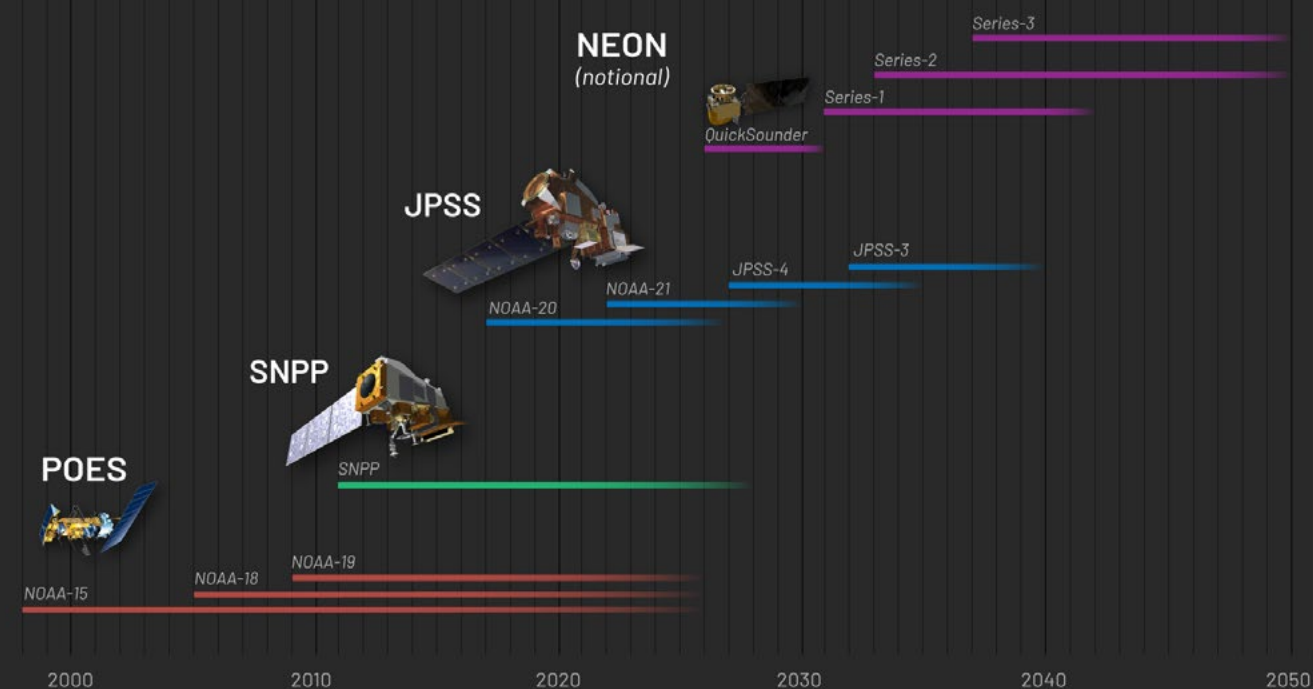 Series-3
NEON
(notional)
Series-2
Series-1
QuickSounder
JPSS
JPSS-3
JPSS-4
NOAA-21
NOAA-20
SNPP
SNPP
POES
NOAA-19
NOAA-18
NOAA-15
2000 2010 2020 2030 2040 2050